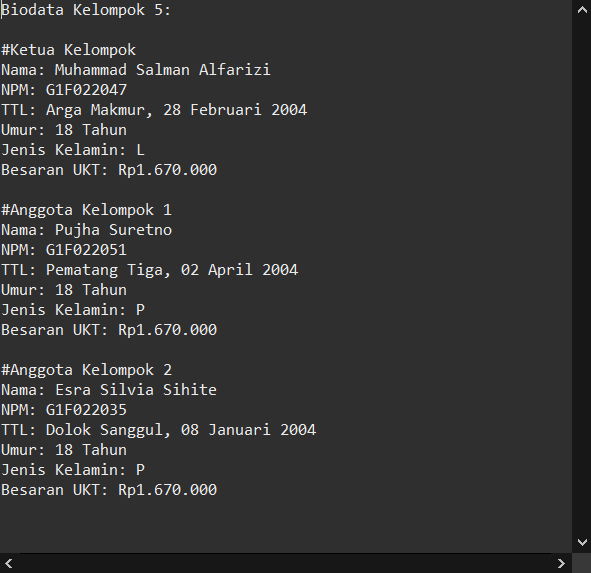 Biodata Kelompok 5:
#Ketua Kelompok
Nama: Muhammad Salman Alfarizi
NPM: G1F022047
TTL: Arga Makmur, 28 Februari 2004
Umur: 18 Tahun
Jenis Kelamin: L
Besaran UKT: Rp1.670.000
#Anggota Kelompok 1
Nama: Pujha Suretno
NPM: G1F022051
TTL: Pematang Tiga, 02 April 2004
Umur: 18 Tahun
Jenis Kelamin: P
Besaran UKT: Rp1.670.000
#Anggota Kelompok 2
Nama: Esra Silvia Sihite
NPM: G1F022035
TTL: Dolok Sanggul, 08 Januari 2004
Umur: 18 Tahun
Jenis Kelamin: P
Besaran UKT: Rp1.670.000